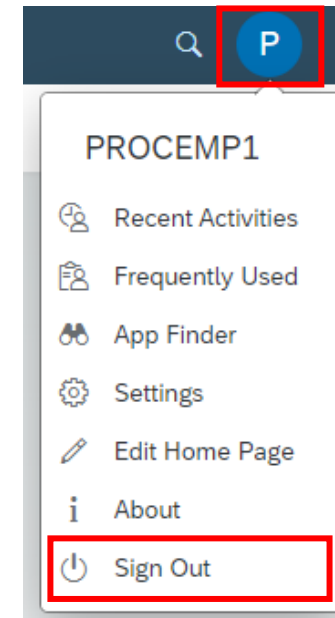 P
PROCEMP1
Recent Activities
Frequently Used
App Finder
Settings
Edit Home Page
About
Sign Out